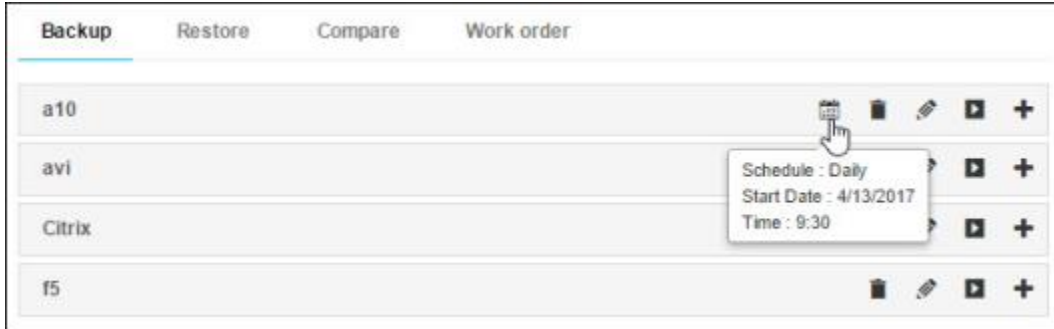 Backup Restore Compare Work order
a10
avi
Schedule : Daily
Start Date : 4/13/2017
Time : 9:30
Citrix
f5